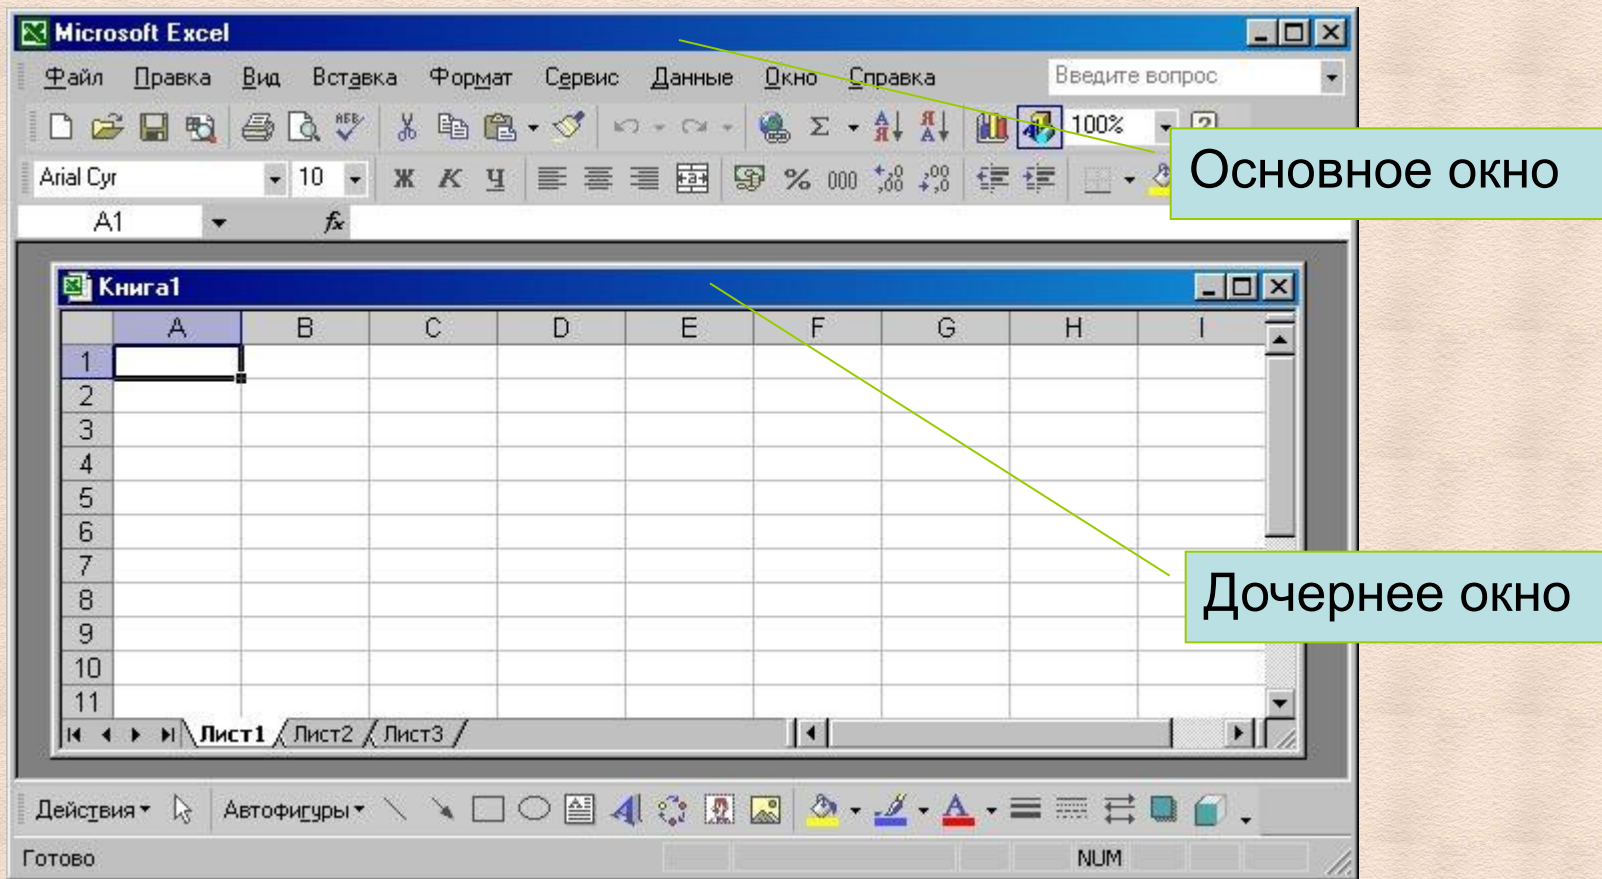 Microsoft Excel
Файл Правка Вид Вставка Формат Сервис Данные Окно Справка Введите вопрос
100%
Основное окно
Arial Cyr 10 Ж К Ч % 000
A1 fx
Книга1
A B C D E F G H I
1
2
3
4
5
6
7
8
9
10
11
Дочернее окно
Лист1 Лист2 Лист3
Действия Автофигуры
Готово NUM